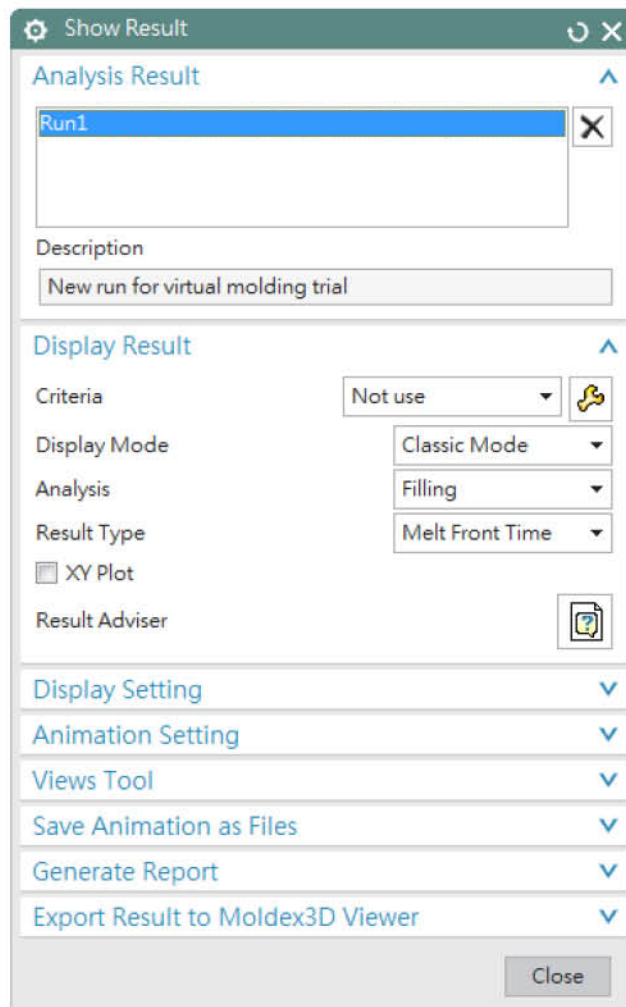 Show Result
Analysis Result
Run1
Description
New run for virtual molding trial
Display Result
Criteria Not use
Display Mode Classic Mode
Analysis Filling
Result Type Melt Front Time
XY Plot
Result Adviser
Display Setting
Animation Setting
Views Tool
Save Animation as Files
Generate Report
Export Result to Moldex3D Viewer
Close